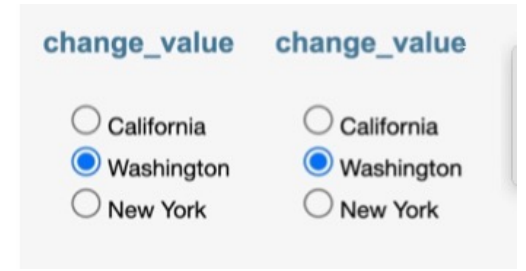 change_value change_value
California California
Washington Washington
New York New York